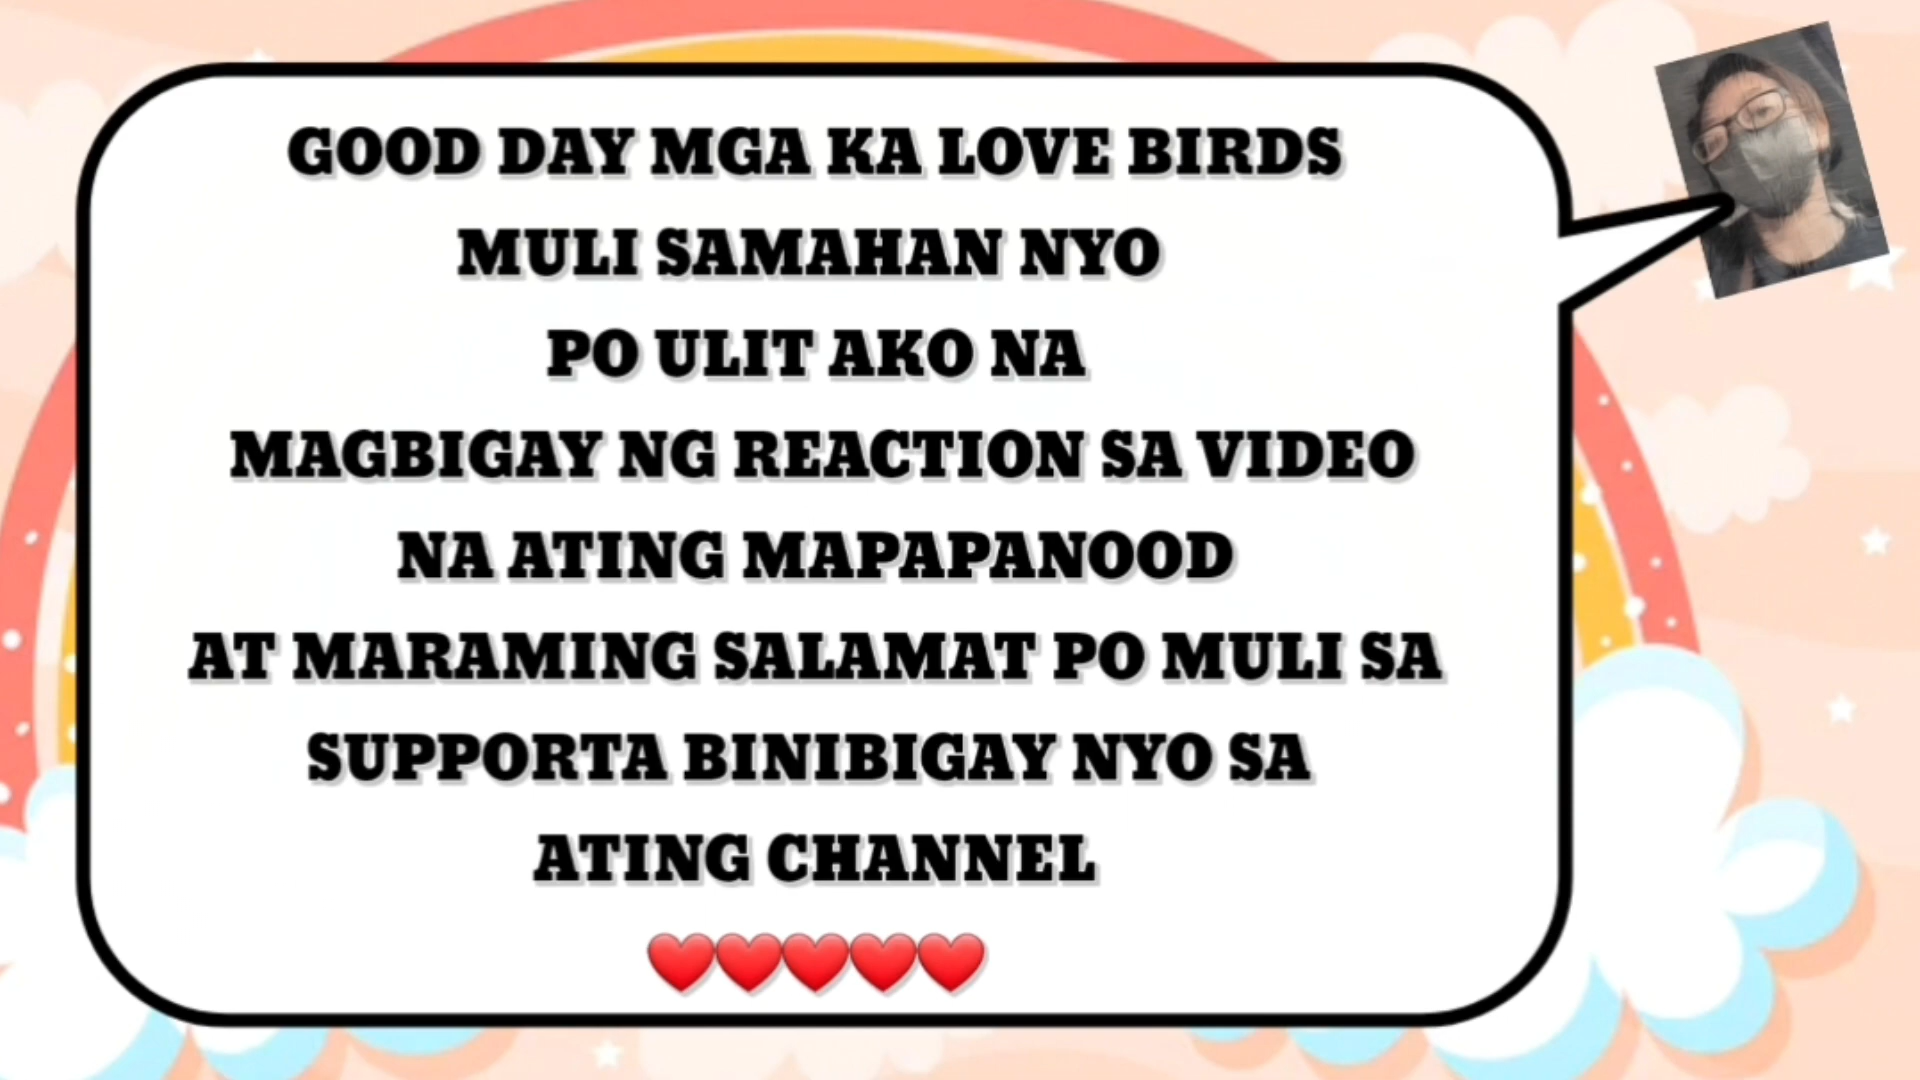 GOOD DAY MGA KA LOVE BIRDS
MULI SAMAHAN NYO
PO ULIT AKO NA
MAGBIGAY NG REACTION SA VIDEO
NA ATING MAPAPANOOD
AT MARAMING SALAMAT PO MULI SA
SUPPORTA BINIBIGAY NYO SA
ATING CHANNEL
❤️❤️❤️❤️❤️